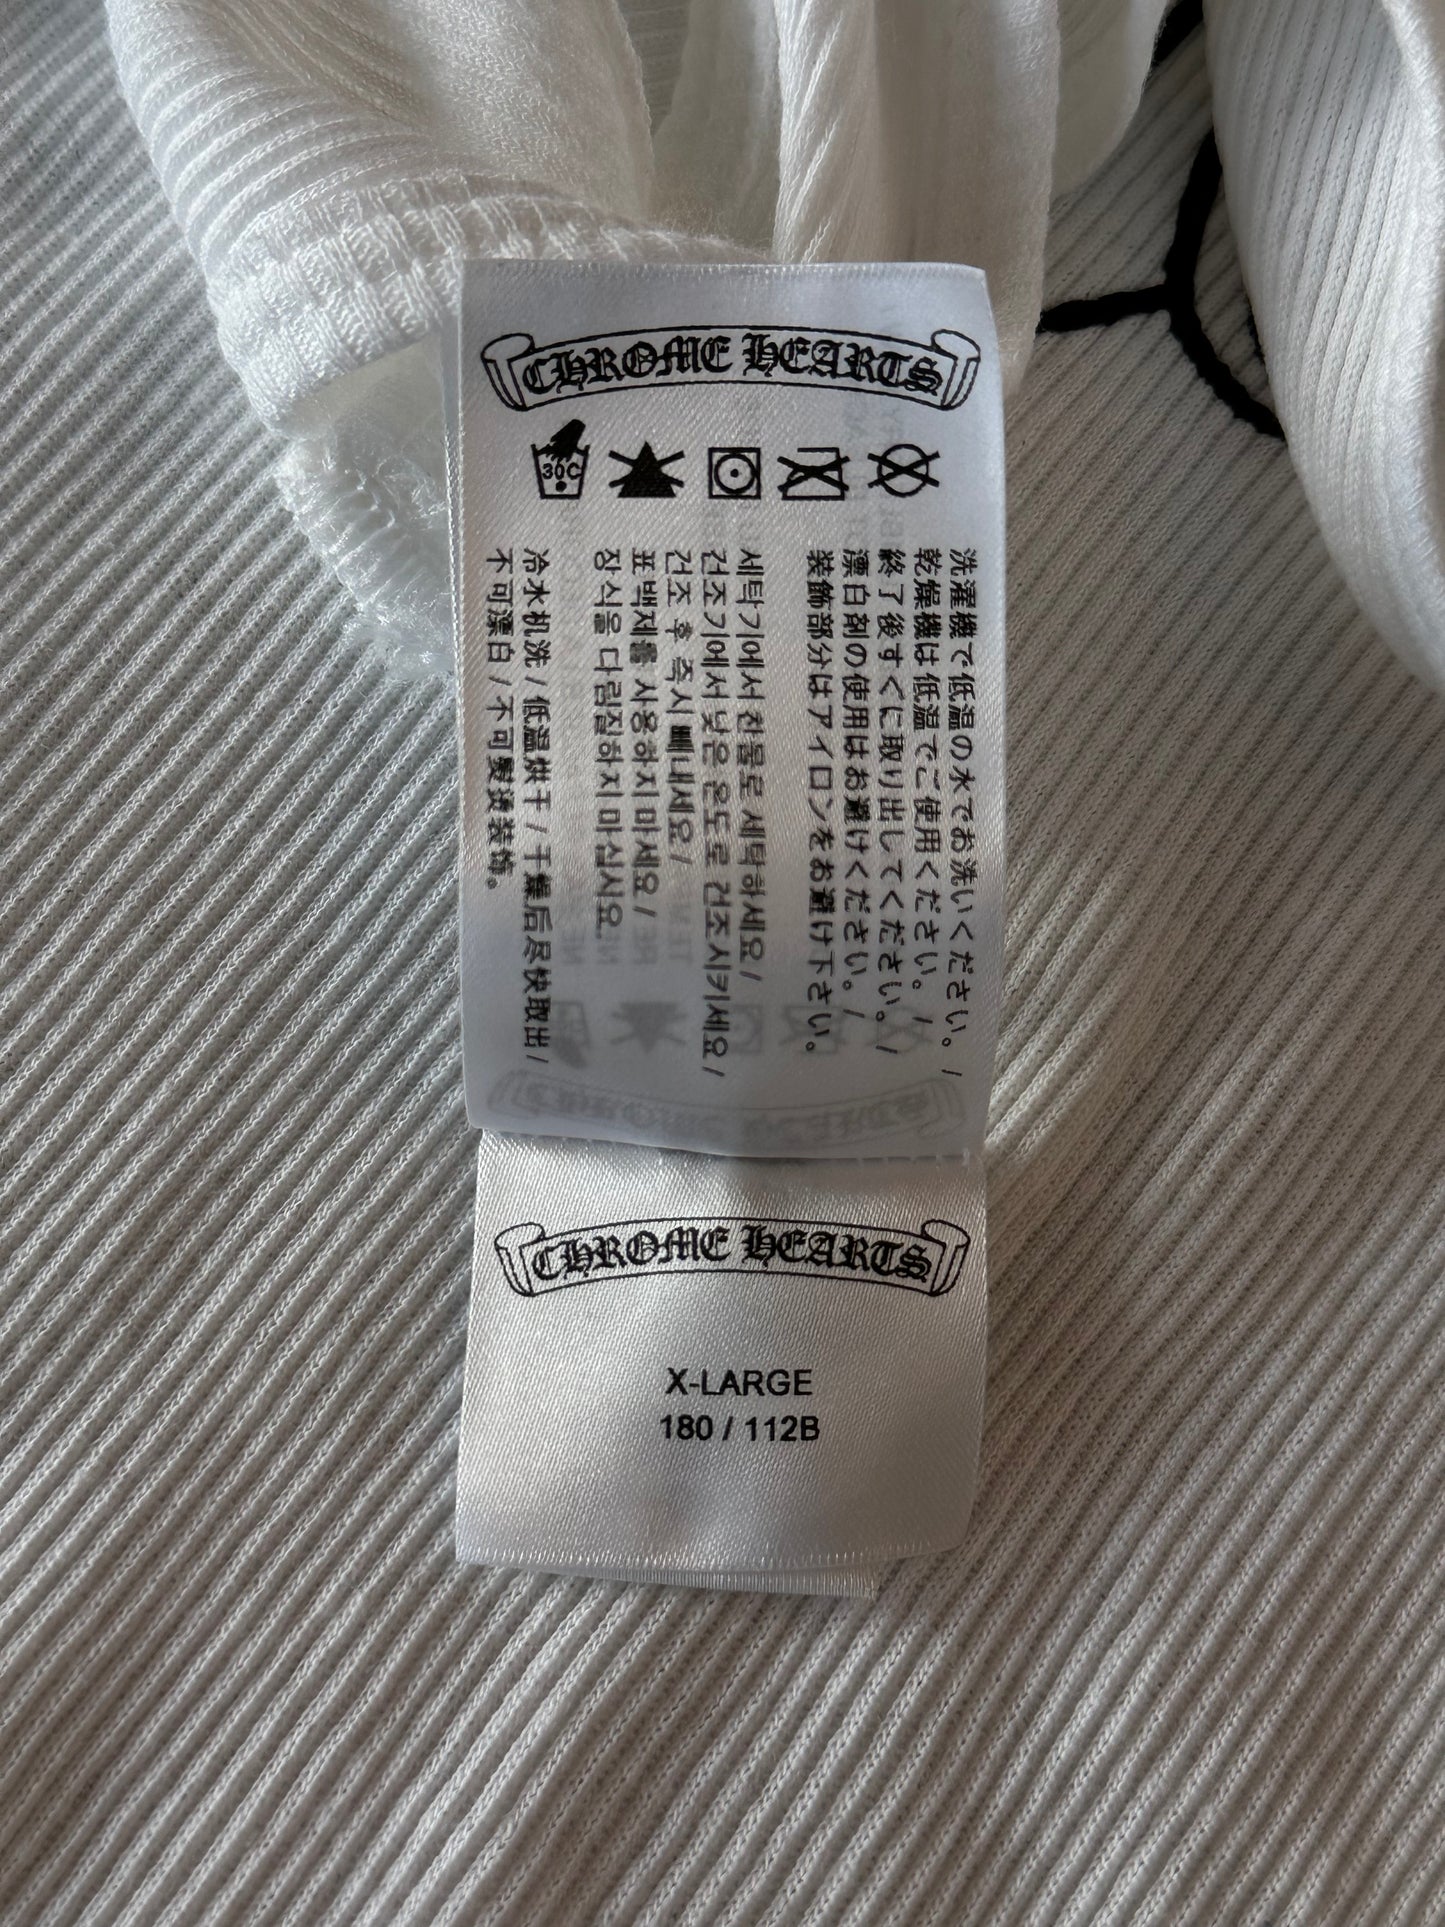 CHROME HEARTS
30C
洗濯機で低温の水でお洗いください。/
乾燥機は低温でご使用ください。/
終了後すぐに取り出してください。/
漂白剤の使用はお避けください。/
装飾部分はアイロンをお避け下さい。
세탁기에서 찬물로 세탁하세요 /
건조기에서 낮은 온도로 건조시키세요 /
건조 후 즉시 빼내세요 /
표백제를 사용하지 마세요 /
장식을 다림질하지 마십시요.
冷水机洗 / 低温烘干 / 干燥后尽快取出 /
不可漂白 / 不可熨烫装饰。
CHROME HEARTS
X-LARGE
180 / 112B